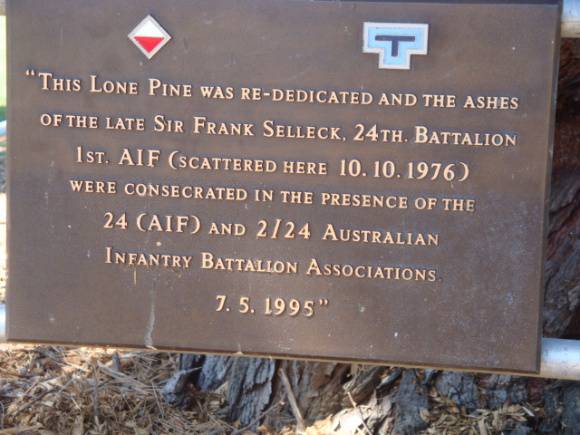 "This Lone Pine was re-dedicated and the ashes
of the late Sir Frank Selleck, 24th. Battalion
1st. AIF (scattered here 10.10.1976)
were consecrated in the presence of the
24 (AIF) and 2/24 Australian
Infantry Battalion Associations.
7.5.1995"